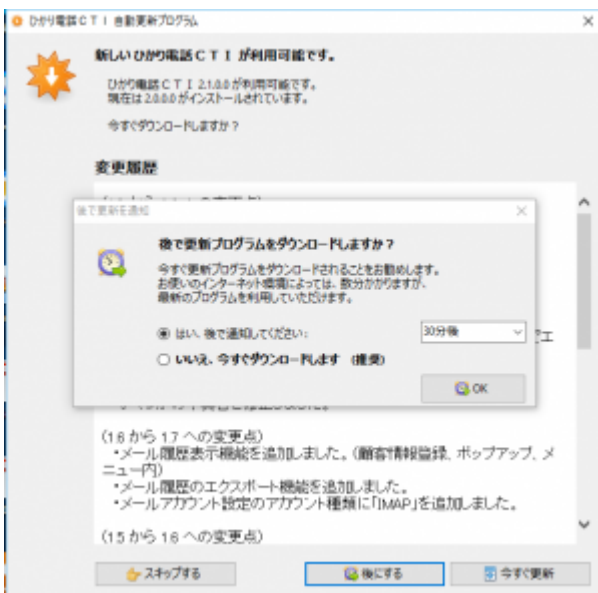 ひかり電話CTI 自動更新プログラム
新しい ひかり電話CTI が利用可能です。
ひかり電話CTI 2.1.0.0 が利用可能です。
現在は 2.0.0.0 がインストールされています。
今すぐダウンロードしますか?
変更履歴
後で更新を通知
後で更新プログラムをダウンロードしますか?
今すぐ更新プログラムをダウンロードされることをお勧めします。
お使いのインターネット環境によっては、数分かかりますが、
最新のプログラムを利用していただけます。
はい、後で通知してください:
30分後
いいえ、今すぐダウンロードします (推奨)
OK
(1.6 から 1.7 への変更点)
・メール履歴表示機能を追加しました。(顧客情報登録、ポップアップ、メ
ニュー内)
・メール履歴のエクスポート機能を追加しました。
・メールアカウント設定のアカウント種類に「IMAP」を追加しました。
(1.5 から 1.6 への変更点)
スキップする
後にする
今すぐ更新